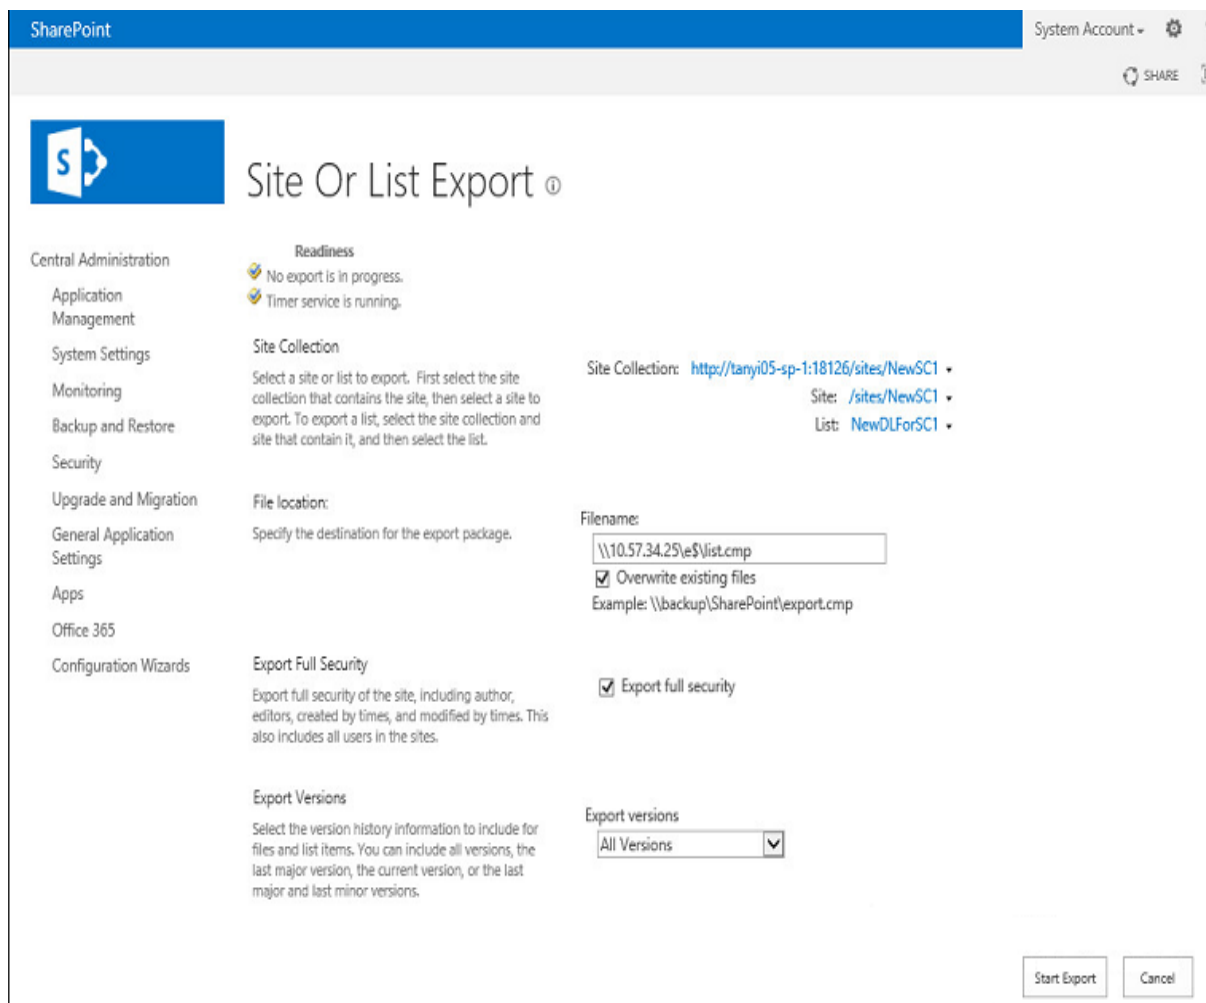 SharePoint
System Account
SHARE
S
Site Or List Export
Central Administration
Application
Management
System Settings
Monitoring
Backup and Restore
Security
Upgrade and Migration
General Application
Settings
Apps
Office 365
Configuration Wizards
Readiness
No export is in progress.
Timer service is running.
Site Collection
Select a site or list to export. First select the site
collection that contains the site, then select a site to
export. To export a list, select the site collection and
site that contain it, and then select the list.
Site Collection: http://tanyi05-sp-1:18126/sites/NewSC1
Site: /sites/NewSC1
List: NewDLForSC1
File location:
Specify the destination for the export package.
Filename:
\\10.57.34.25\e$\list.cmp
Overwrite existing files
Example: \\backup\SharePoint\export.cmp
Export Full Security
Export full security of the site, including author,
editors, created by times, and modified by times. This
also includes all users in the sites.
Export full security
Export Versions
Select the version history information to include for
files and list items. You can include all versions, the
last major version, the current version, or the last
major and last minor versions.
Export versions
All Versions
Start Export
Cancel